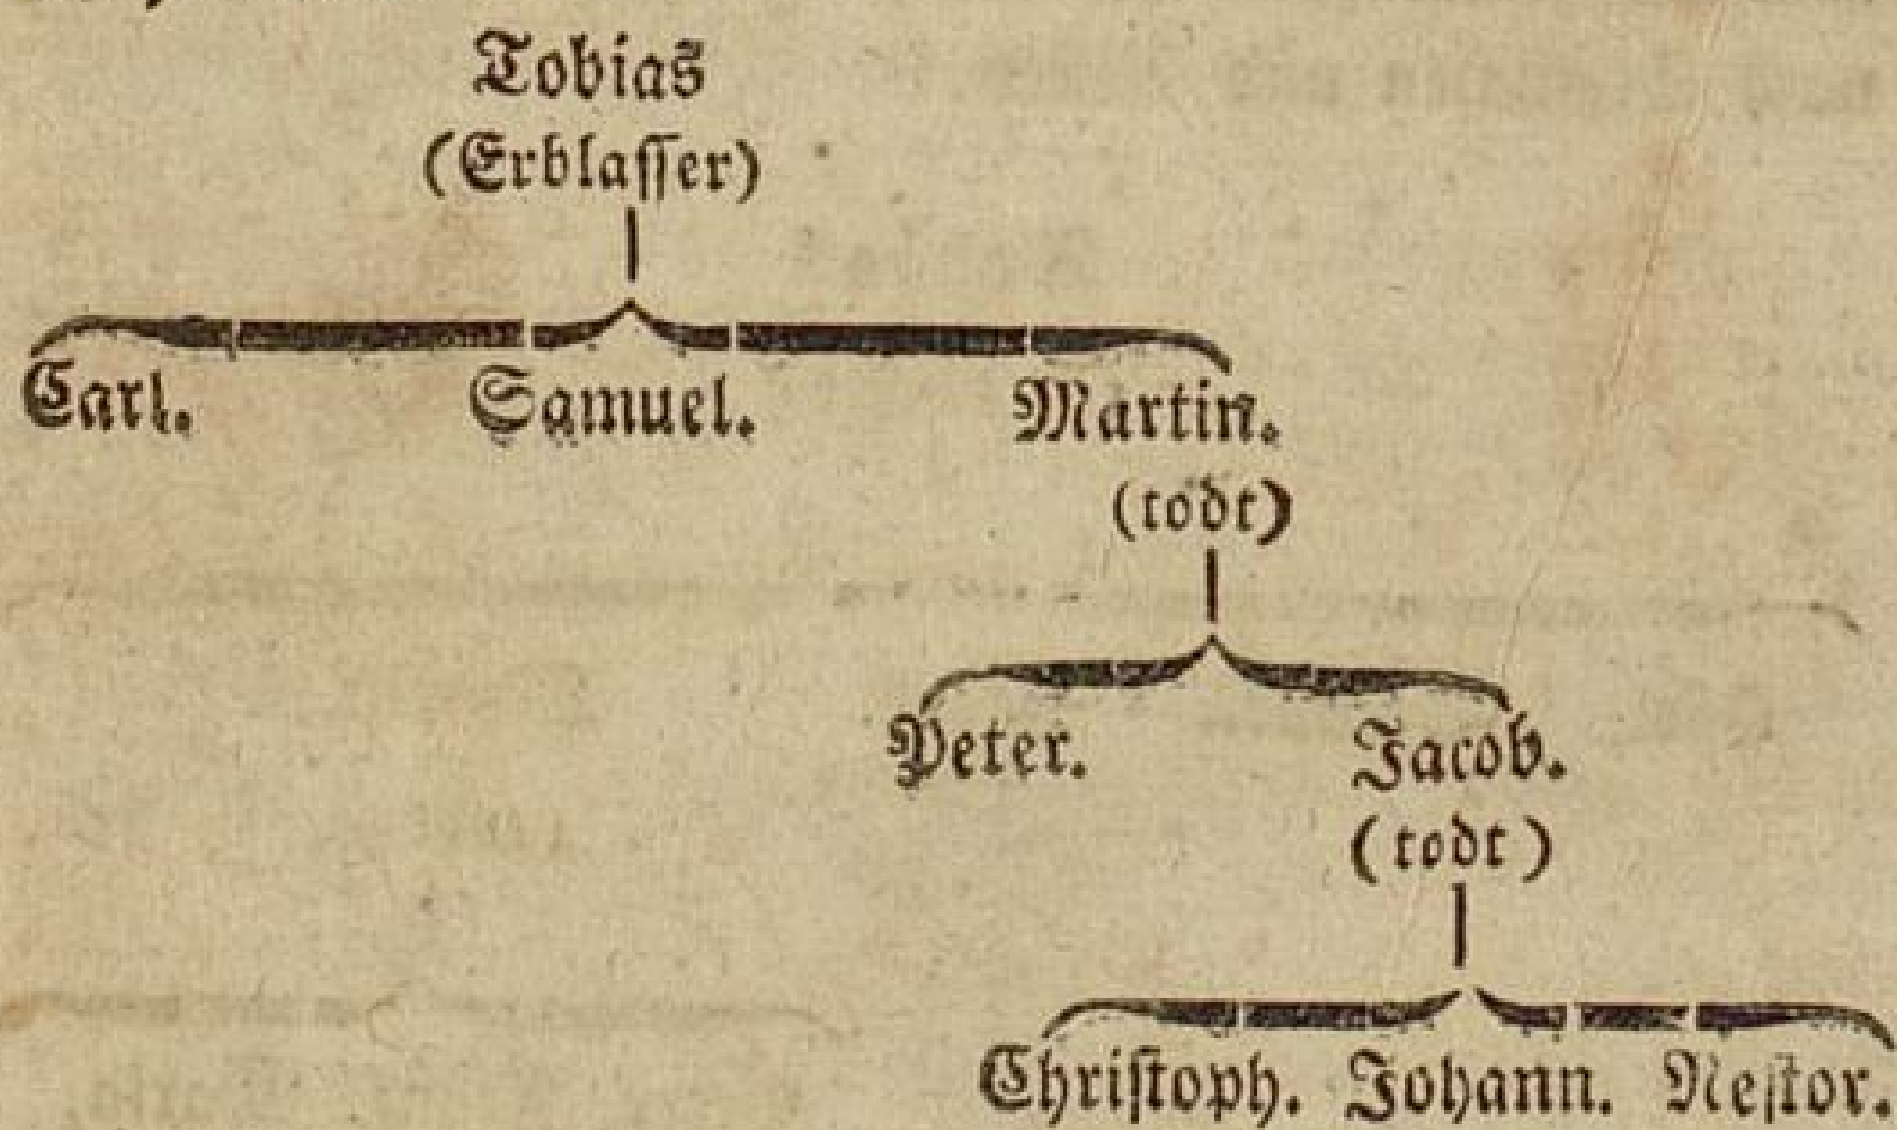 Tobias
(Erblaſſer)
Carl. Samuel. Martin.
(todt)
Peter. Jacob.
(todt)
Chriſtoph. Johann. Neſtor.